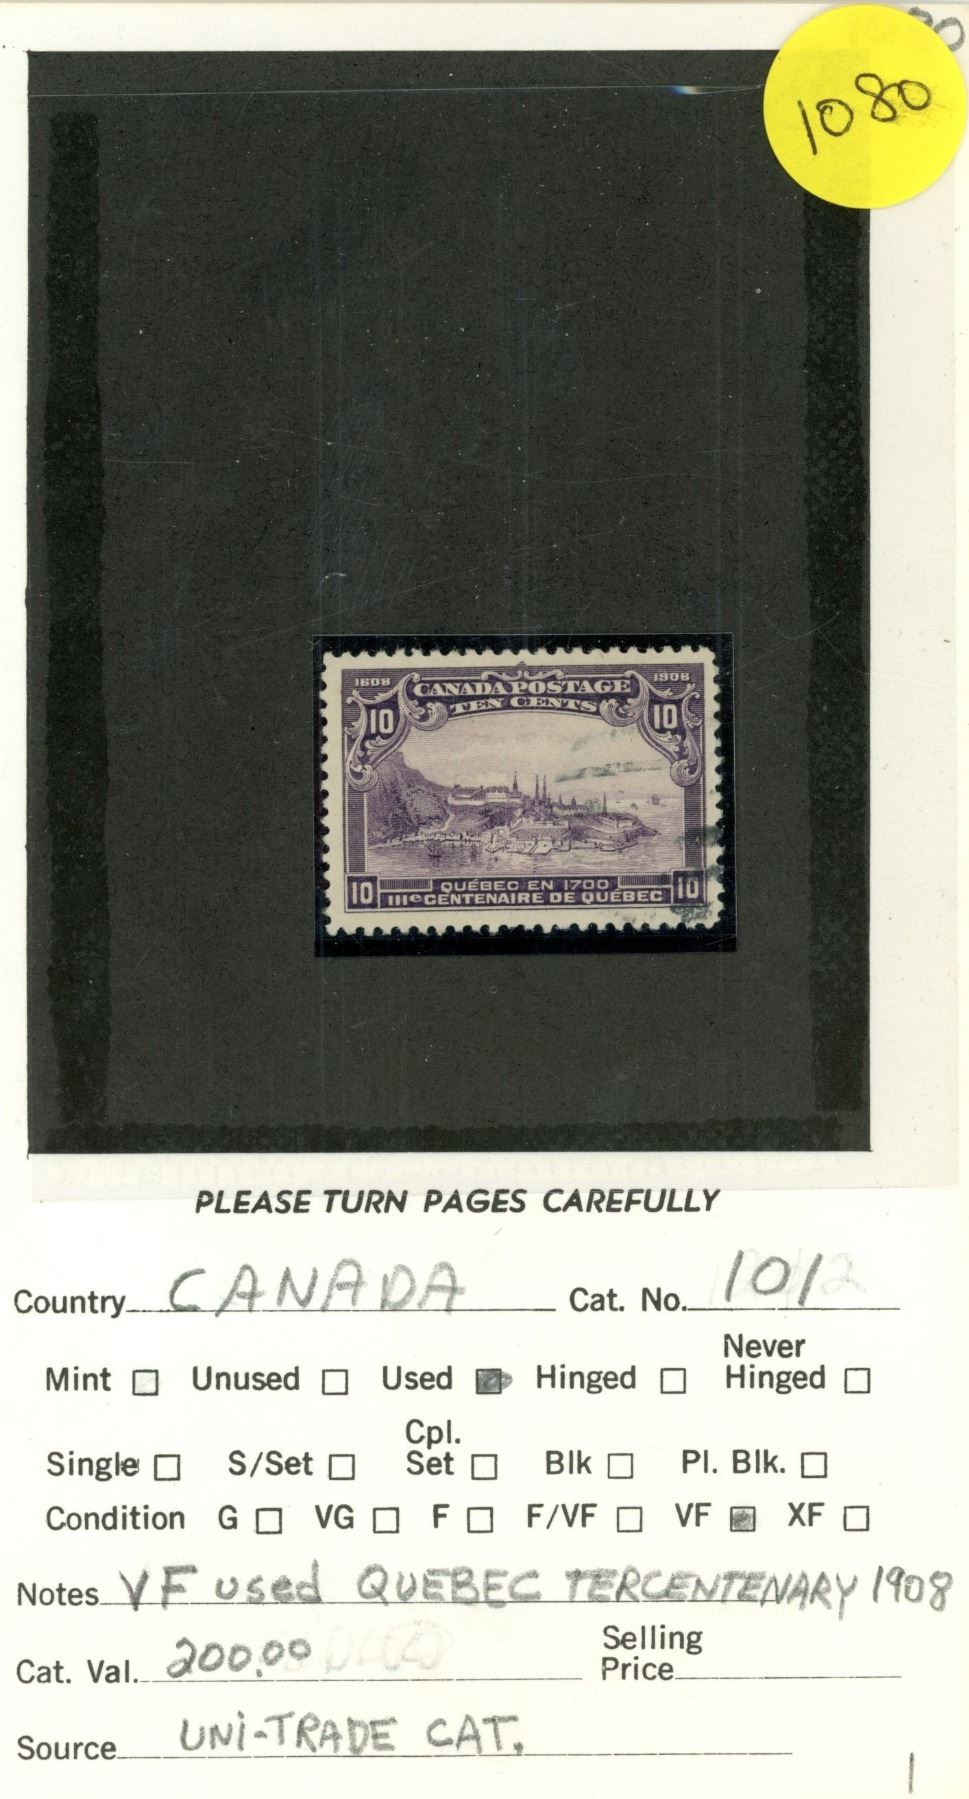 1080
1608 1908
CANADA POSTAGE
TEN CENTS
10 10
10 QUÉBEC EN 1700 10
IIIe CENTENAIRE DE QUÉBEC
PLEASE TURN PAGES CAREFULLY
Country CANADA Cat. No. 101
Mint Unused Used Hinged Never Hinged
Single S/Set Cpl. Set Blk Pl. Blk.
Condition G VG F F/VF VF XF
Notes VF used QUEBEC TERCENTENARY 1908
Cat. Val. 200.00 Selling Price
Source UNI-TRADE CAT.
1